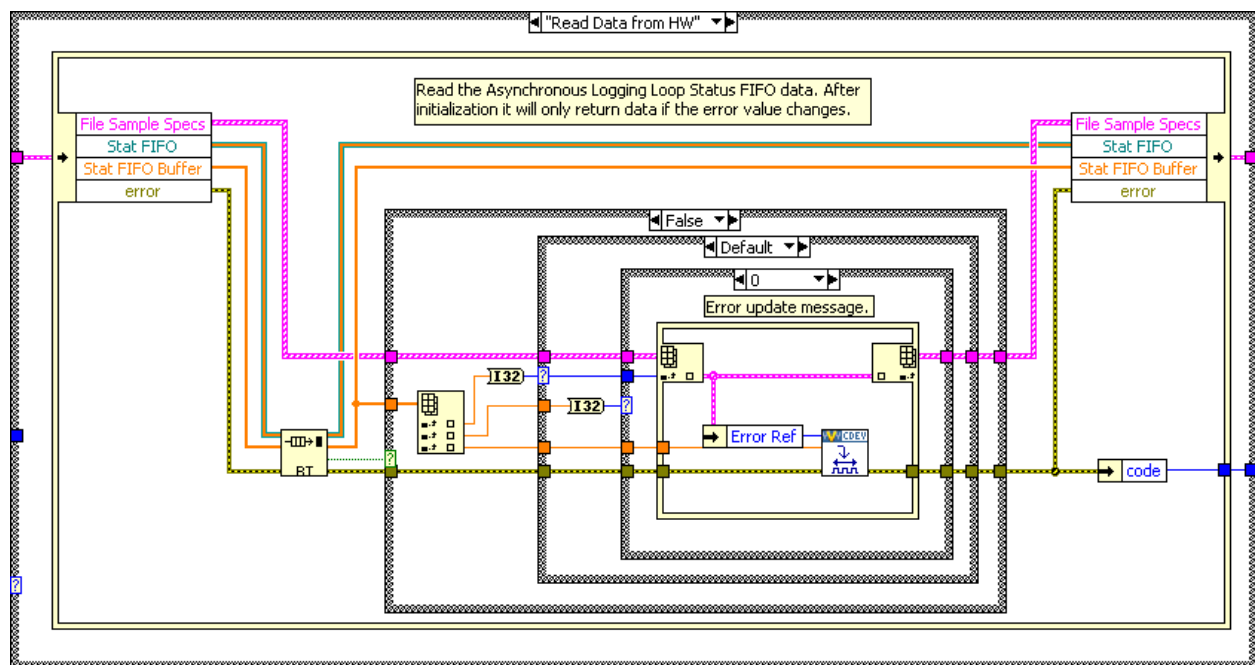 "Read Data from HW"
Read the Asynchronous Logging Loop Status FIFO data. After
initialization it will only return data if the error value changes.
File Sample Specs
Stat FIFO
Stat FIFO Buffer
error
File Sample Specs
Stat FIFO
Stat FIFO Buffer
error
False
Default
0
Error update message.
I32
?
I32
?
Error Ref
CDEV
?
RT
code
?